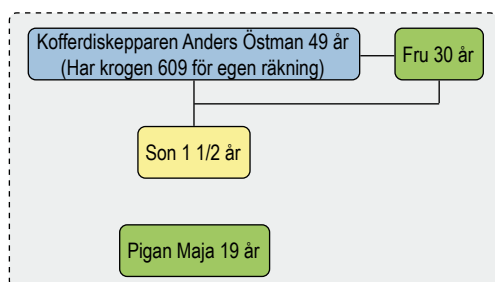 Kofferdiskepparen Anders Östman 49 år
(Har krogen 609 för egen räkning)
Fru 30 år
Son 1 1/2 år
Pigan Maja 19 år